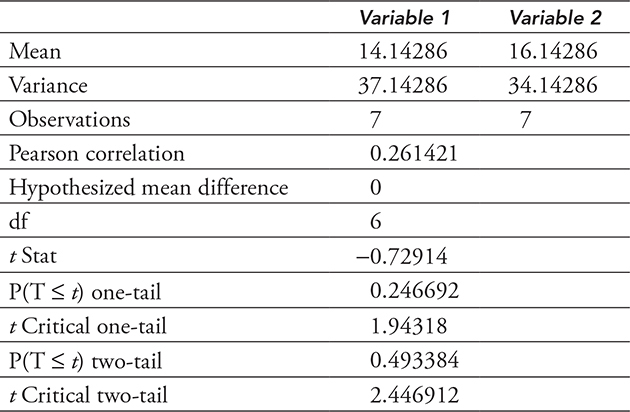 Variable 1 Variable 2
Mean 14.14286 16.14286
Variance 37.14286 34.14286
Observations 7 7
Pearson correlation 0.261421
Hypothesized mean difference 0
df 6
t Stat −0.72914
P(T ≤ t) one-tail 0.246692
t Critical one-tail 1.94318
P(T ≤ t) two-tail 0.493384
t Critical two-tail 2.446912